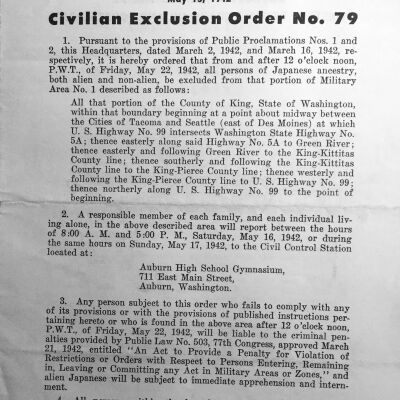 May 15, 1942
Civilian Exclusion Order No. 79
1. Pursuant to the provisions of Public Proclamations Nos. 1 and
2, this Headquarters, dated March 2, 1942, and March 16, 1942, re-
spectively, it is hereby ordered that from and after 12 o'clock noon,
P.W.T., of Friday, May 22, 1942, all persons of Japanese ancestry,
both alien and non-alien, be excluded from that portion of Military
Area No. 1 described as follows:
All that portion of the County of King, State of Washington,
within that boundary beginning at a point about midway between
the Cities of Tacoma and Seattle (east of Des Moines) at which
U. S. Highway No. 99 intersects Washington State Highway No.
5A; thence easterly along said Highway No. 5A to Green River;
thence easterly and following Green River to the King-Kittitas
County line; thence southerly and following the King-Kittitas
County line to the King-Pierce County line; thence westerly and
following the King-Pierce County line to U. S. Highway No. 99;
thence northerly along U. S. Highway No. 99 to the point of
beginning.
2. A responsible member of each family, and each individual liv-
ing alone, in the above described area will report between the hours
of 8:00 A. M. and 5:00 P. M., Saturday, May 16, 1942, or during
the same hours on Sunday, May 17, 1942, to the Civil Control Station
located at:
Auburn High School Gymnasium,
711 East Main Street,
Auburn, Washington.
3. Any person subject to this order who fails to comply with any
of its provisions or with the provisions of published instructions per-
taining hereto or who is found in the above area after 12 o'clock noon,
P.W.T., of Friday, May 22, 1942, will be liable to the criminal pen-
alties provided by Public Law No. 503, 77th Congress, approved March
21, 1942, entitled "An Act to Provide a Penalty for Violation of
Restrictions or Orders with Respect to Persons Entering, Remaining
in, Leaving or Committing any Act in Military Areas or Zones," and
alien Japanese will be subject to immediate apprehension and intern-
ment.